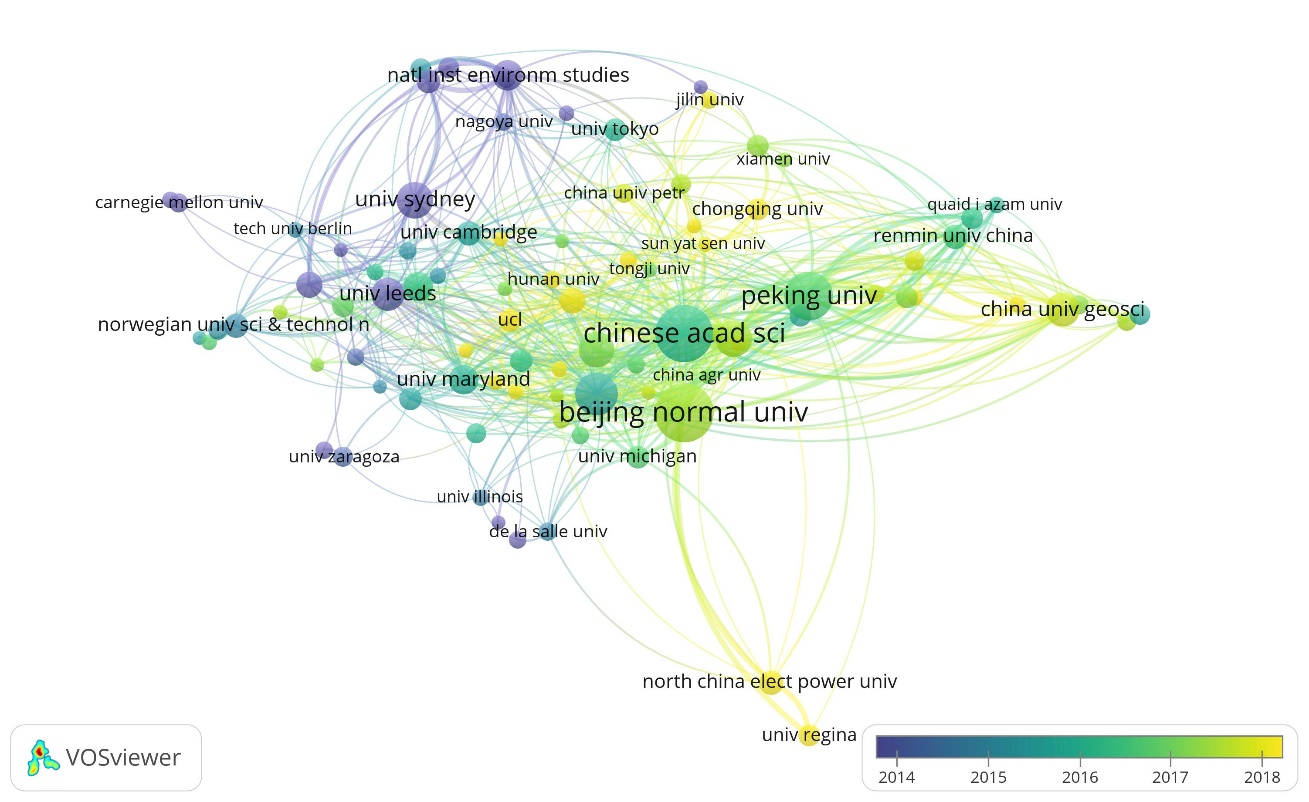 natl inst environm studies
jilin univ
nagoya univ
univ tokyo
xiamen univ
china univ petr
carnegie mellon univ
univ sydney
chongqing univ
quaid i azam univ
tech univ berlin
univ cambridge
renmin univ china
sun yat sen univ
tongji univ
hunan univ
univ leeds
peking univ
china univ geosci
norwegian univ sci & technol n
ucl
chinese acad sci
univ maryland
china agr univ
beijing normal univ
univ zaragoza
univ michigan
univ illinois
de la salle univ
north china elect power univ
univ regina
VOSviewer
2014 2015 2016 2017 2018